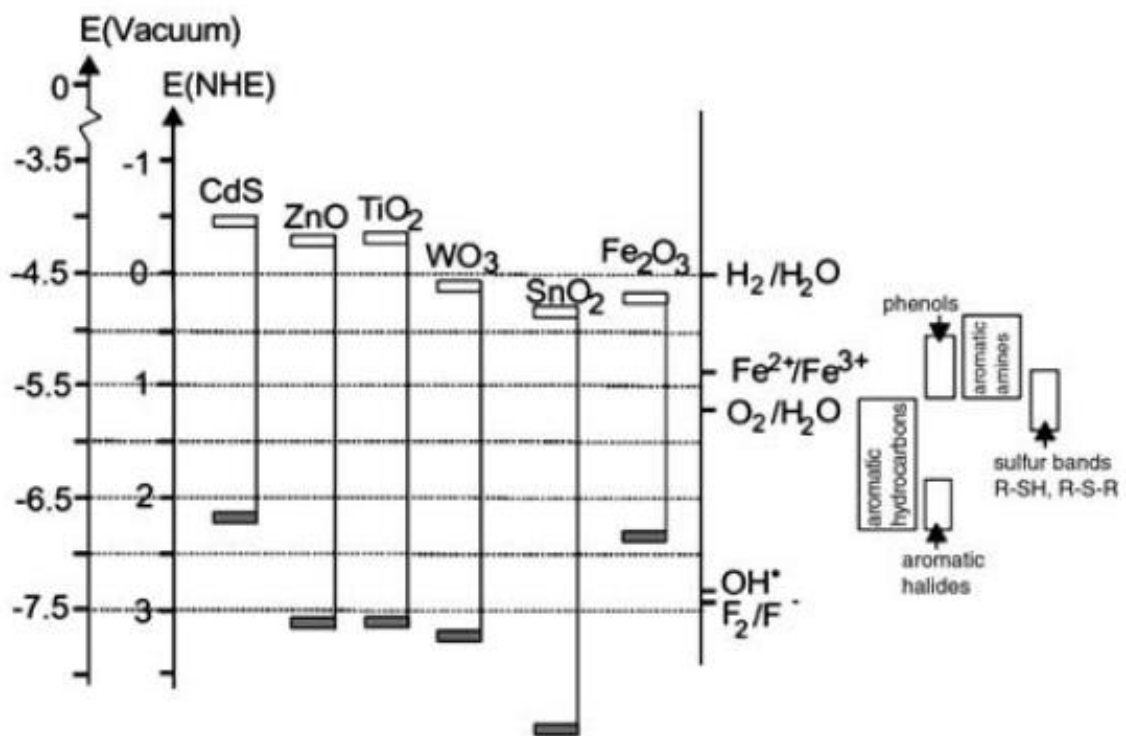 E(Vacuum)
0
-3.5
-4.5
-5.5
-6.5
-7.5
E(NHE)
-1
0
1
2
3
CdS
ZnO
TiO₂
WO₃
SnO₂
Fe₂O₃
H₂/H₂O
Fe²⁺/Fe³⁺
O₂/H₂O
OH•
F₂/F⁻
phenols
aromatic
amines
aromatic
hydrocarbons
sulfur bands
R-SH, R-S-R
aromatic
halides